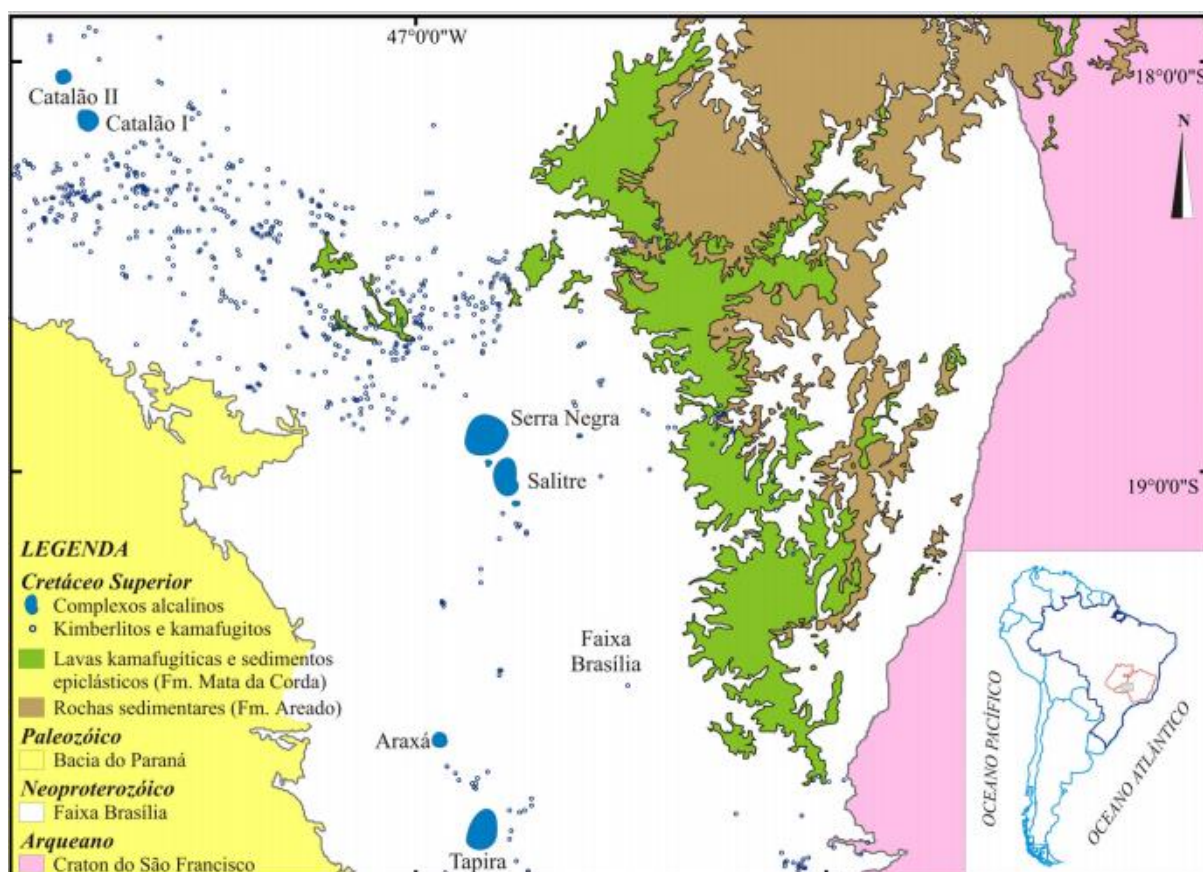 47°0'0"W
18°0'0"S
Catalão II
Catalão I
N
Serra Negra
Salitre
19°0'0"S
Faixa
Brasília
Araxá
Tapira
LEGENDA
Cretáceo Superior
Complexos alcalinos
Kimberlitos e kamafugitos
Lavas kamafugíticas e sedimentos
epiclásticos (Fm. Mata da Corda)
Rochas sedimentares (Fm. Areado)
Paleozóico
Bacia do Paraná
Neoproterozóico
Faixa Brasília
Arqueano
Craton do São Francisco
OCEANO PACÍFICO
OCEANO ATLÂNTICO